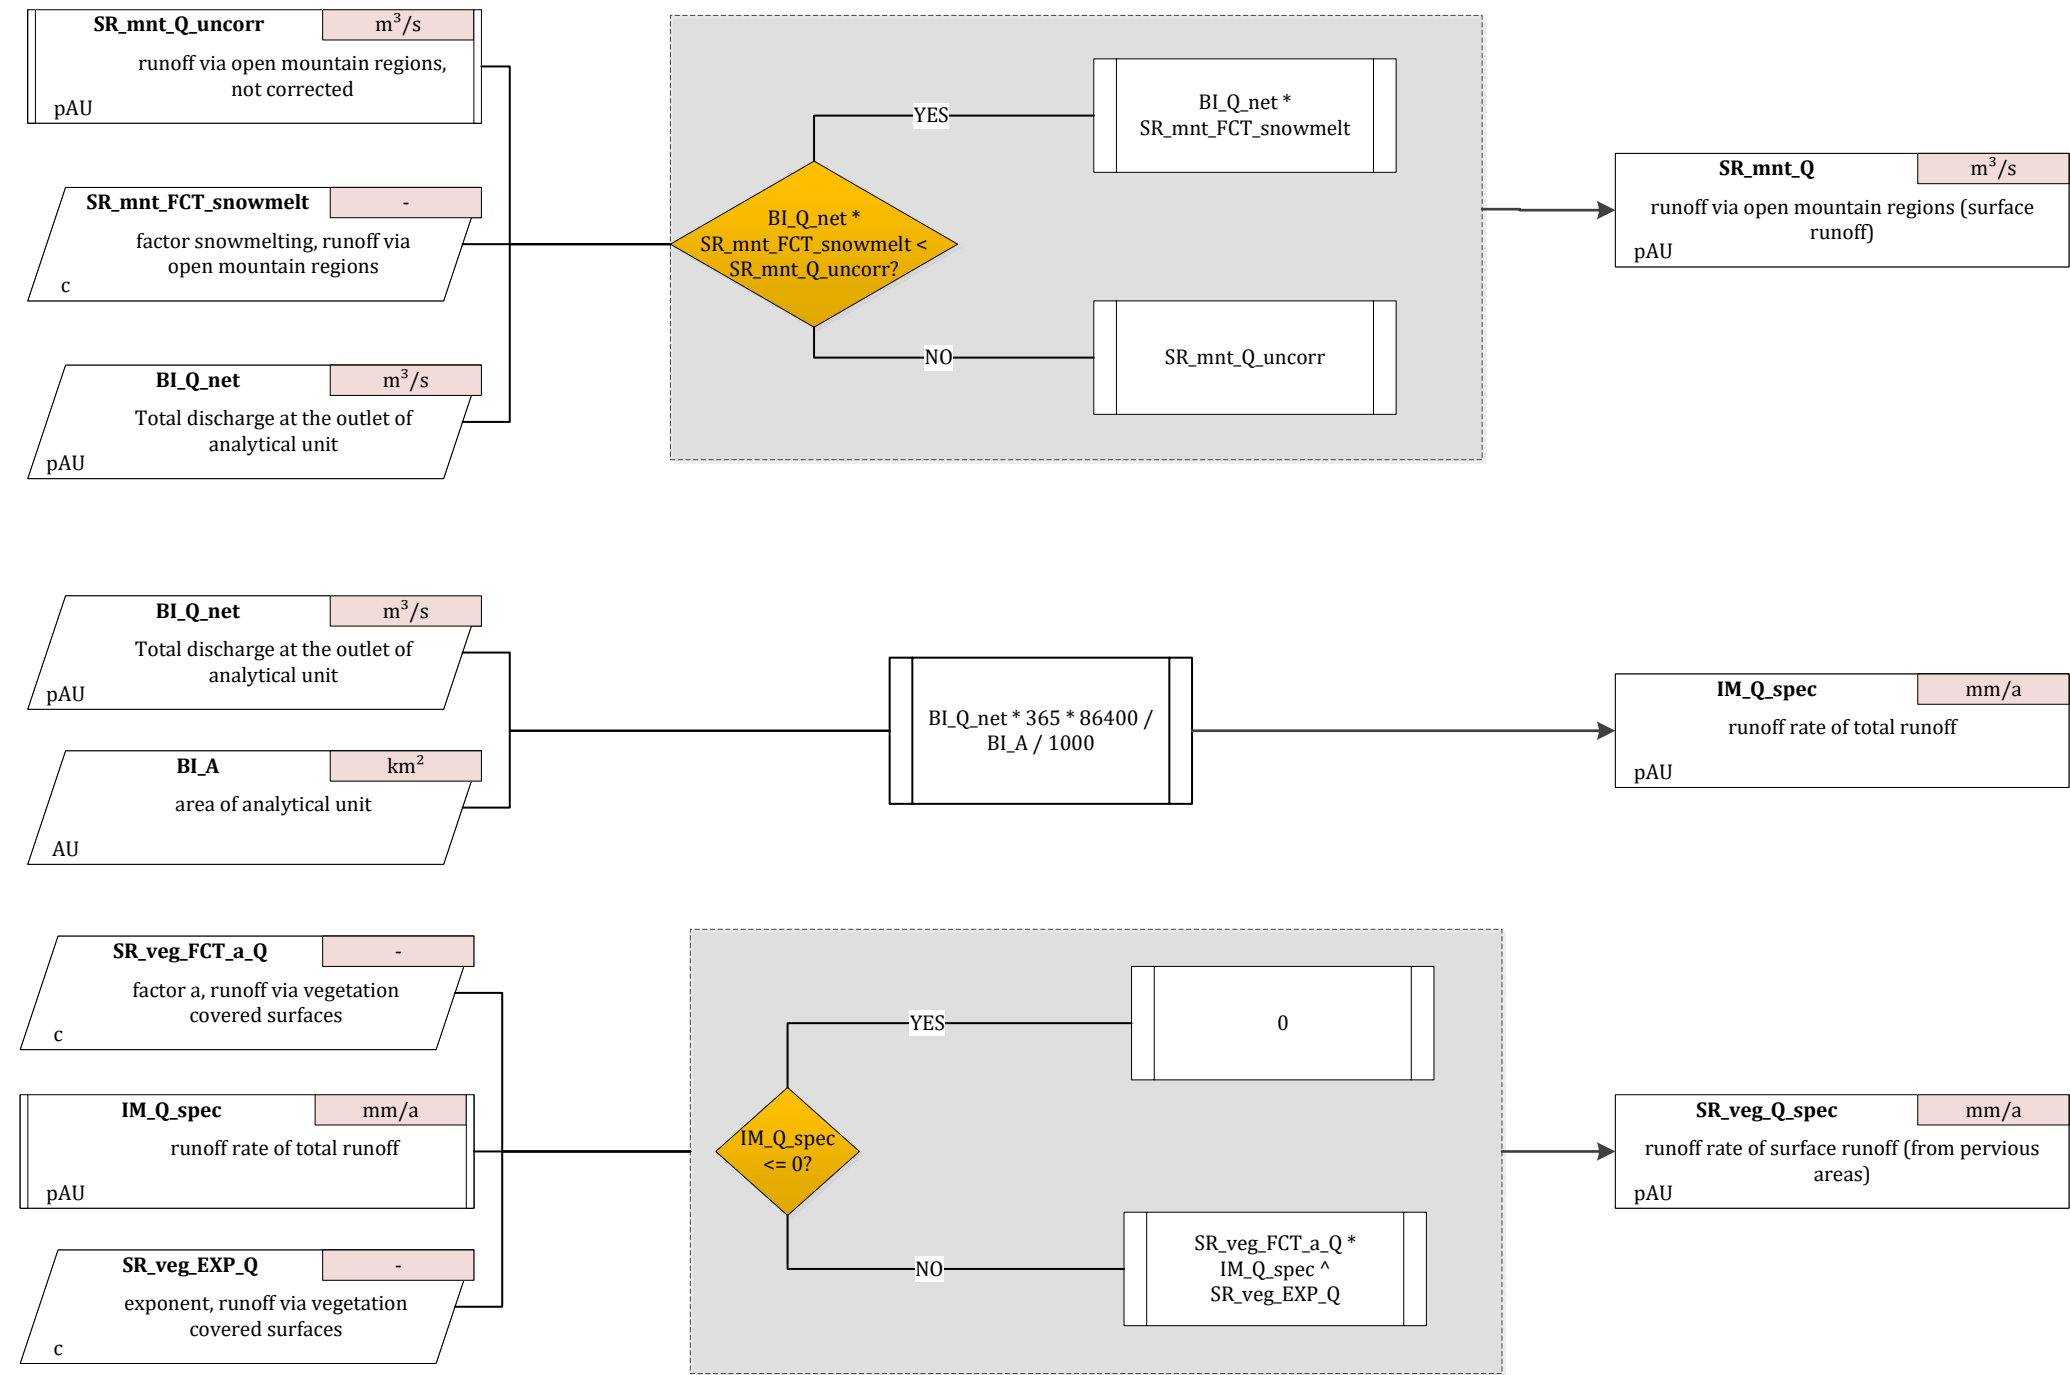 SR_mnt_Q_uncorr
m³/s
runoff via open mountain regions,
not corrected
pAU
SR_mnt_FCT_snowmelt
-
factor snowmelting, runoff via
open mountain regions
c
BI_Q_net
m³/s
Total discharge at the outlet of
analytical unit
pAU
BI_Q_net *
SR_mnt_FCT_snowmelt <
SR_mnt_Q_uncorr?
YES
BI_Q_net *
SR_mnt_FCT_snowmelt
NO
SR_mnt_Q_uncorr
SR_mnt_Q
m³/s
runoff via open mountain regions (surface
runoff)
pAU
BI_Q_net
m³/s
Total discharge at the outlet of
analytical unit
pAU
BI_A
km²
area of analytical unit
AU
BI_Q_net * 365 * 86400 /
BI_A / 1000
IM_Q_spec
mm/a
runoff rate of total runoff
pAU
SR_veg_FCT_a_Q
-
factor a, runoff via vegetation
covered surfaces
c
IM_Q_spec
mm/a
runoff rate of total runoff
pAU
SR_veg_EXP_Q
-
exponent, runoff via vegetation
covered surfaces
c
IM_Q_spec
<= 0?
YES
0
NO
SR_veg_FCT_a_Q *
IM_Q_spec ^
SR_veg_EXP_Q
SR_veg_Q_spec
mm/a
runoff rate of surface runoff (from pervious
areas)
pAU